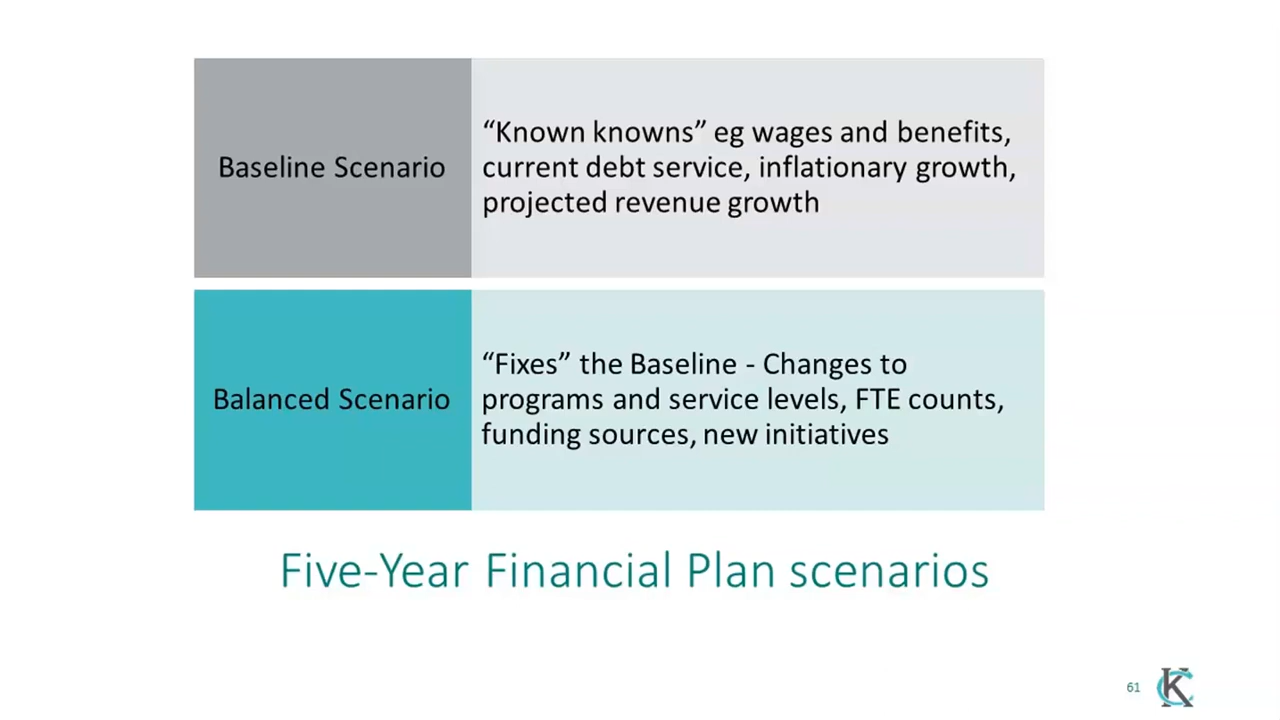 Baseline Scenario
“Known knowns” eg wages and benefits,
current debt service, inflationary growth,
projected revenue growth
Balanced Scenario
“Fixes” the Baseline - Changes to
programs and service levels, FTE counts,
funding sources, new initiatives
Five-Year Financial Plan scenarios
61
KC